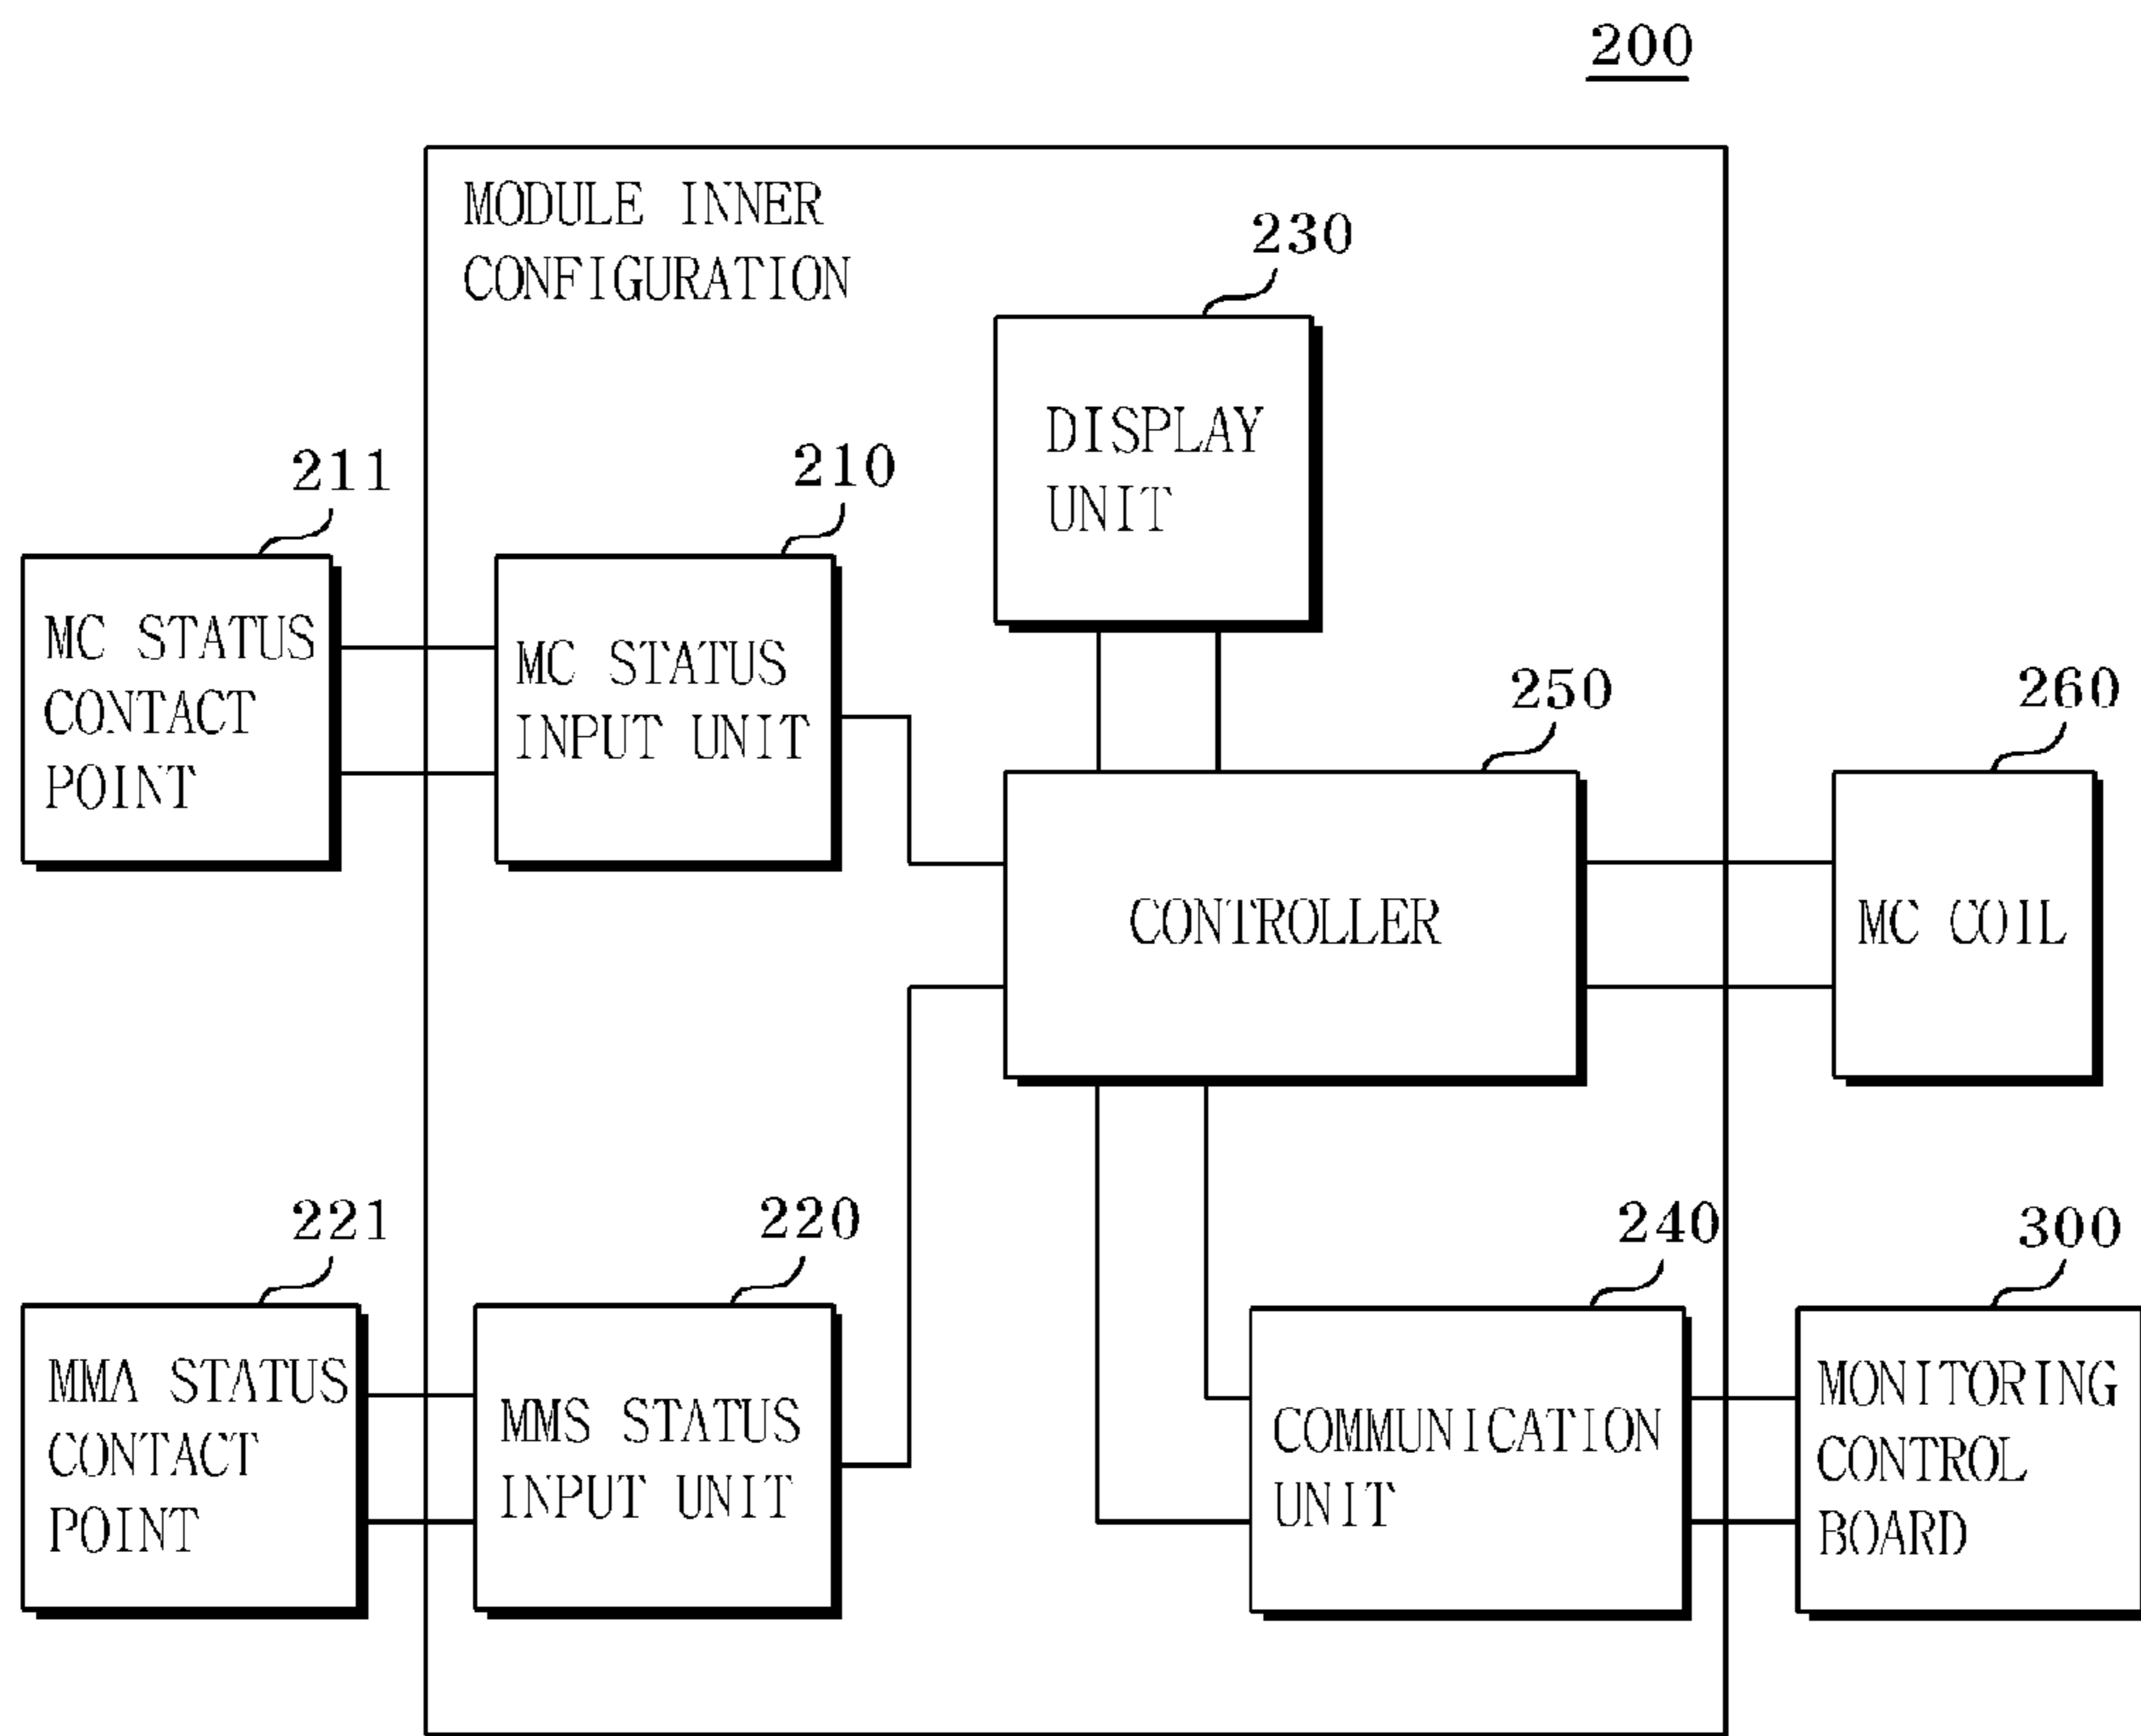 200
MODULE INNER
CONFIGURATION
230
DISPLAY
UNIT
211
MC STATUS
CONTACT
POINT
210
MC STATUS
INPUT UNIT
250
CONTROLLER
260
MC COIL
221
MMA STATUS
CONTACT
POINT
220
MMS STATUS
INPUT UNIT
240
COMMUNICATION
UNIT
300
MONITORING
CONTROL
BOARD